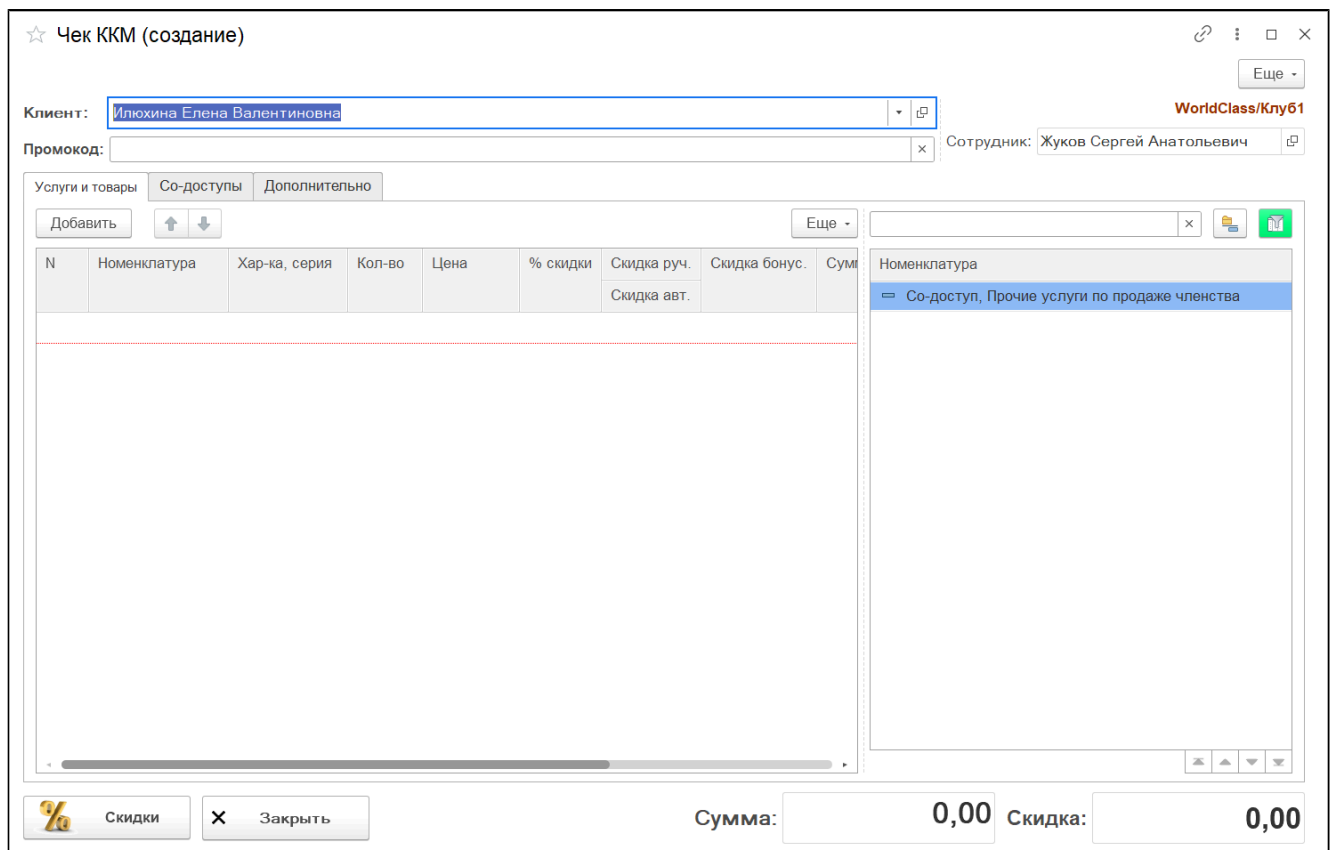 Чек ККМ (создание)
Еще
Клиент: Илюхина Елена Валентиновна
WorldClass/Клуб1
Промокод:
Сотрудник: Жуков Сергей Анатольевич
Услуги и товары Со-доступы Дополнительно
Добавить Еще
N Номенклатура Хар-ка, серия Кол-во Цена % скидки Скидка руч. Скидка бонус. Сум
Скидка авт.
Номенклатура
Со-доступ, Прочие услуги по продаже членства
Скидки Закрыть Сумма: 0,00 Скидка: 0,00